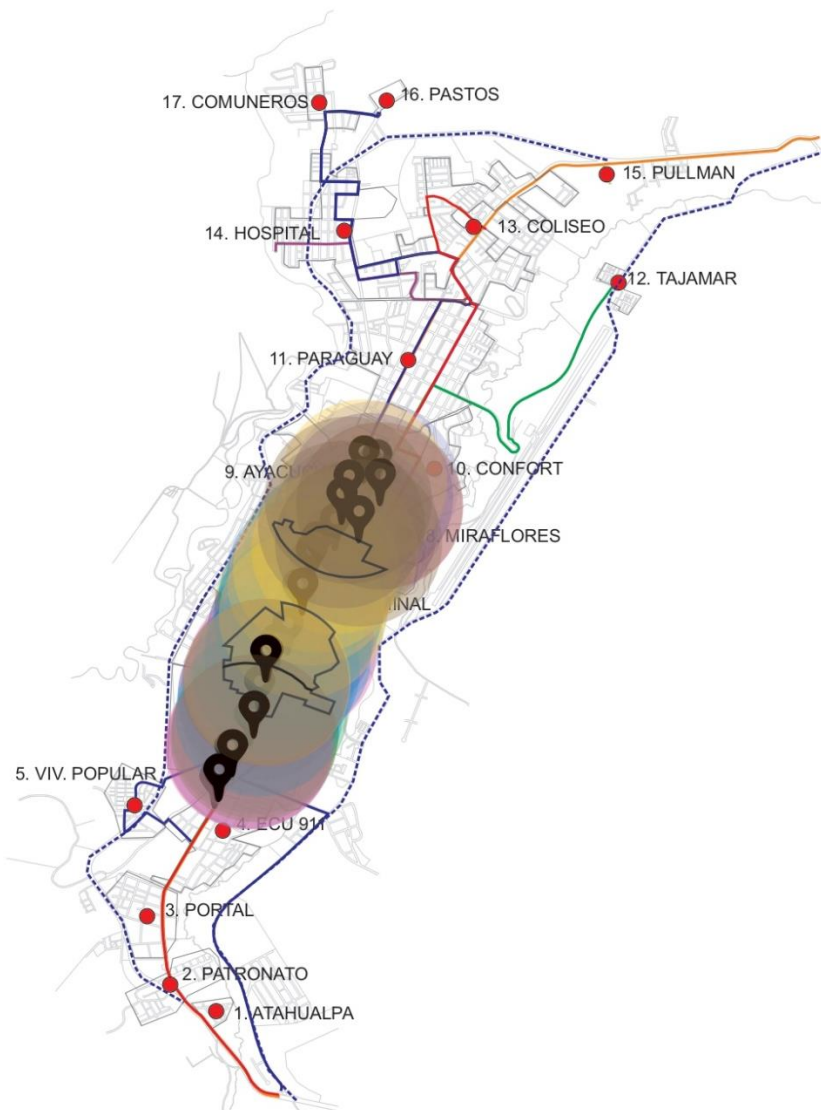 17. COMUNEROS
16. PASTOS
15. PULLMAN
14. HOSPITAL
13. COLISEO
12. TAJAMAR
11. PARAGUAY
10. CONFORT
8. MIRAFLORES
5. VIV. POPULAR
4. ECU 911
3. PORTAL
2. PATRONATO
1. ATAHUALPA